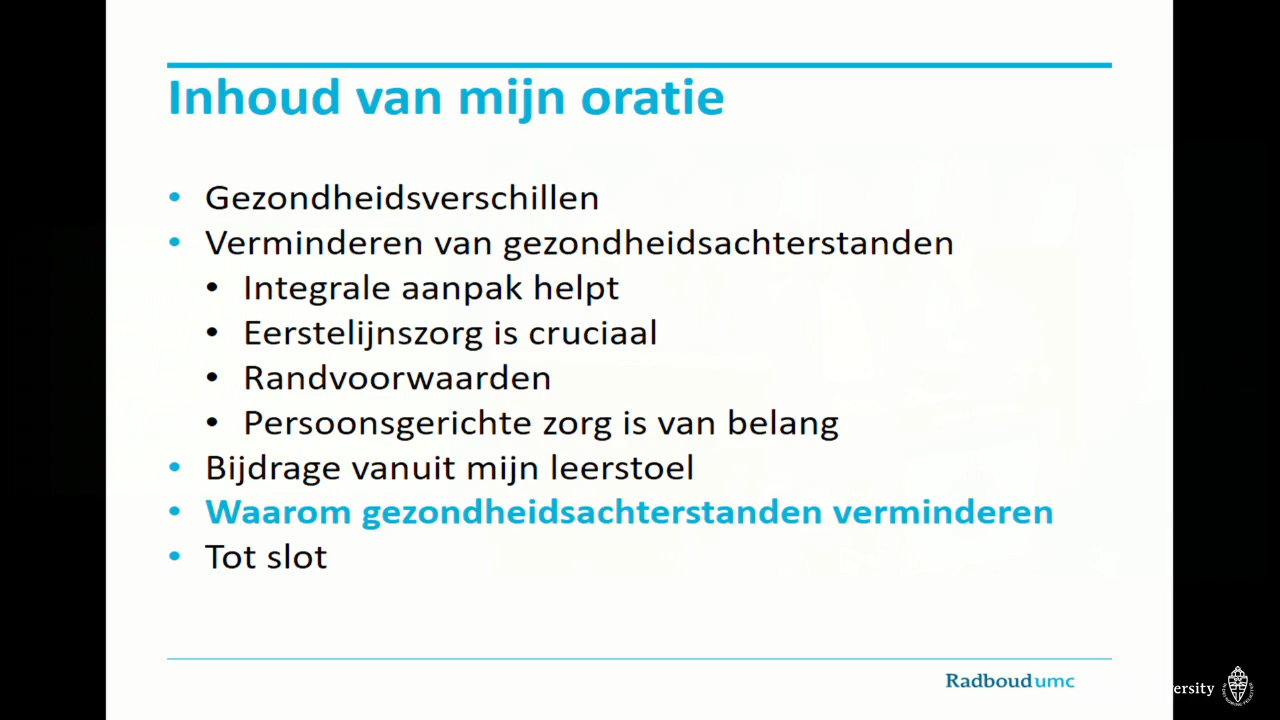 Inhoud van mijn oratie
• Gezondheidsverschillen
• Verminderen van gezondheidsachterstanden
• Integrale aanpak helpt
• Eerstelijnszorg is cruciaal
• Randvoorwaarden
• Persoonsgerichte zorg is van belang
• Bijdrage vanuit mijn leerstoel
• Waarom gezondheidsachterstanden verminderen
• Tot slot
Radboudumc
ersity